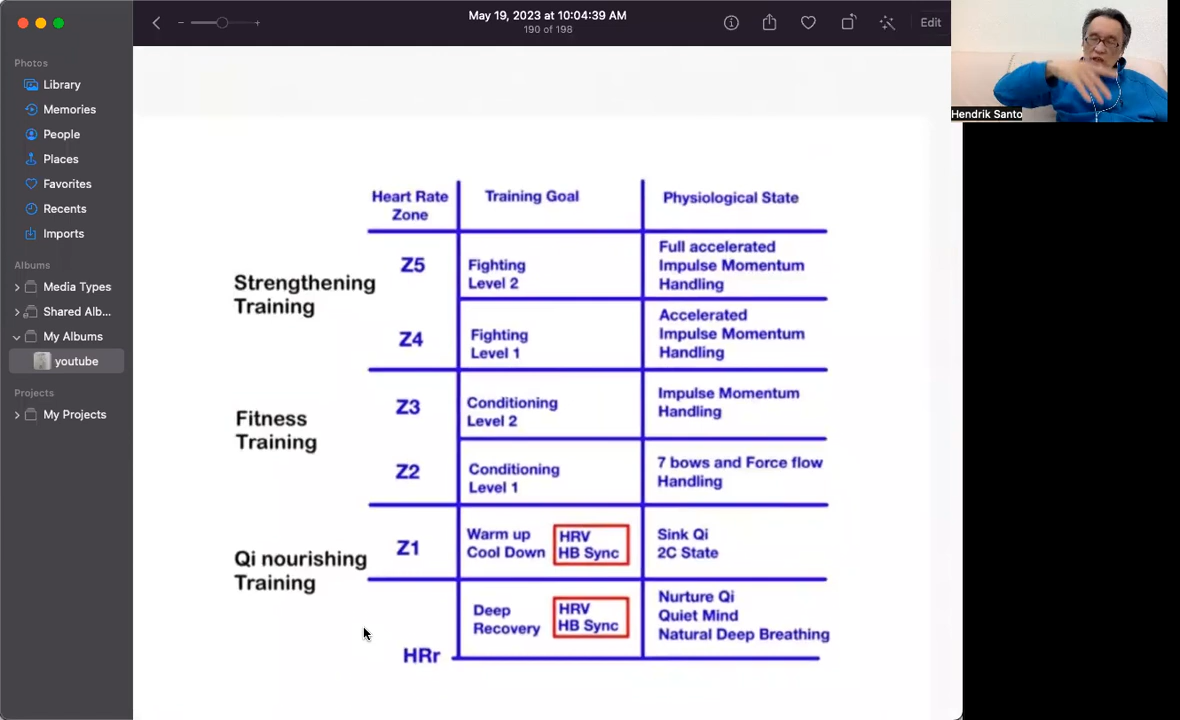 May 19, 2023 at 10:04:39 AM
190 of 198
Edit
Photos
Library
Memories
People
Places
Favorites
Recents
Imports
Albums
Media Types
Shared Alb...
My Albums
youtube
Projects
My Projects
Hendrik Santo
Heart Rate
Zone
Training Goal
Physiological State
Strengthening
Training
Z5
Fighting
Level 2
Full accelerated
Impulse Momentum
Handling
Z4
Fighting
Level 1
Accelerated
Impulse Momentum
Handling
Fitness
Training
Z3
Conditioning
Level 2
Impulse Momentum
Handling
Z2
Conditioning
Level 1
7 bows and Force flow
Handling
Qi nourishing
Training
Z1
Warm up
Cool Down
HRV
HB Sync
Sink Qi
2C State
Deep
Recovery
HRV
HB Sync
Nurture Qi
Quiet Mind
Natural Deep Breathing
HRr